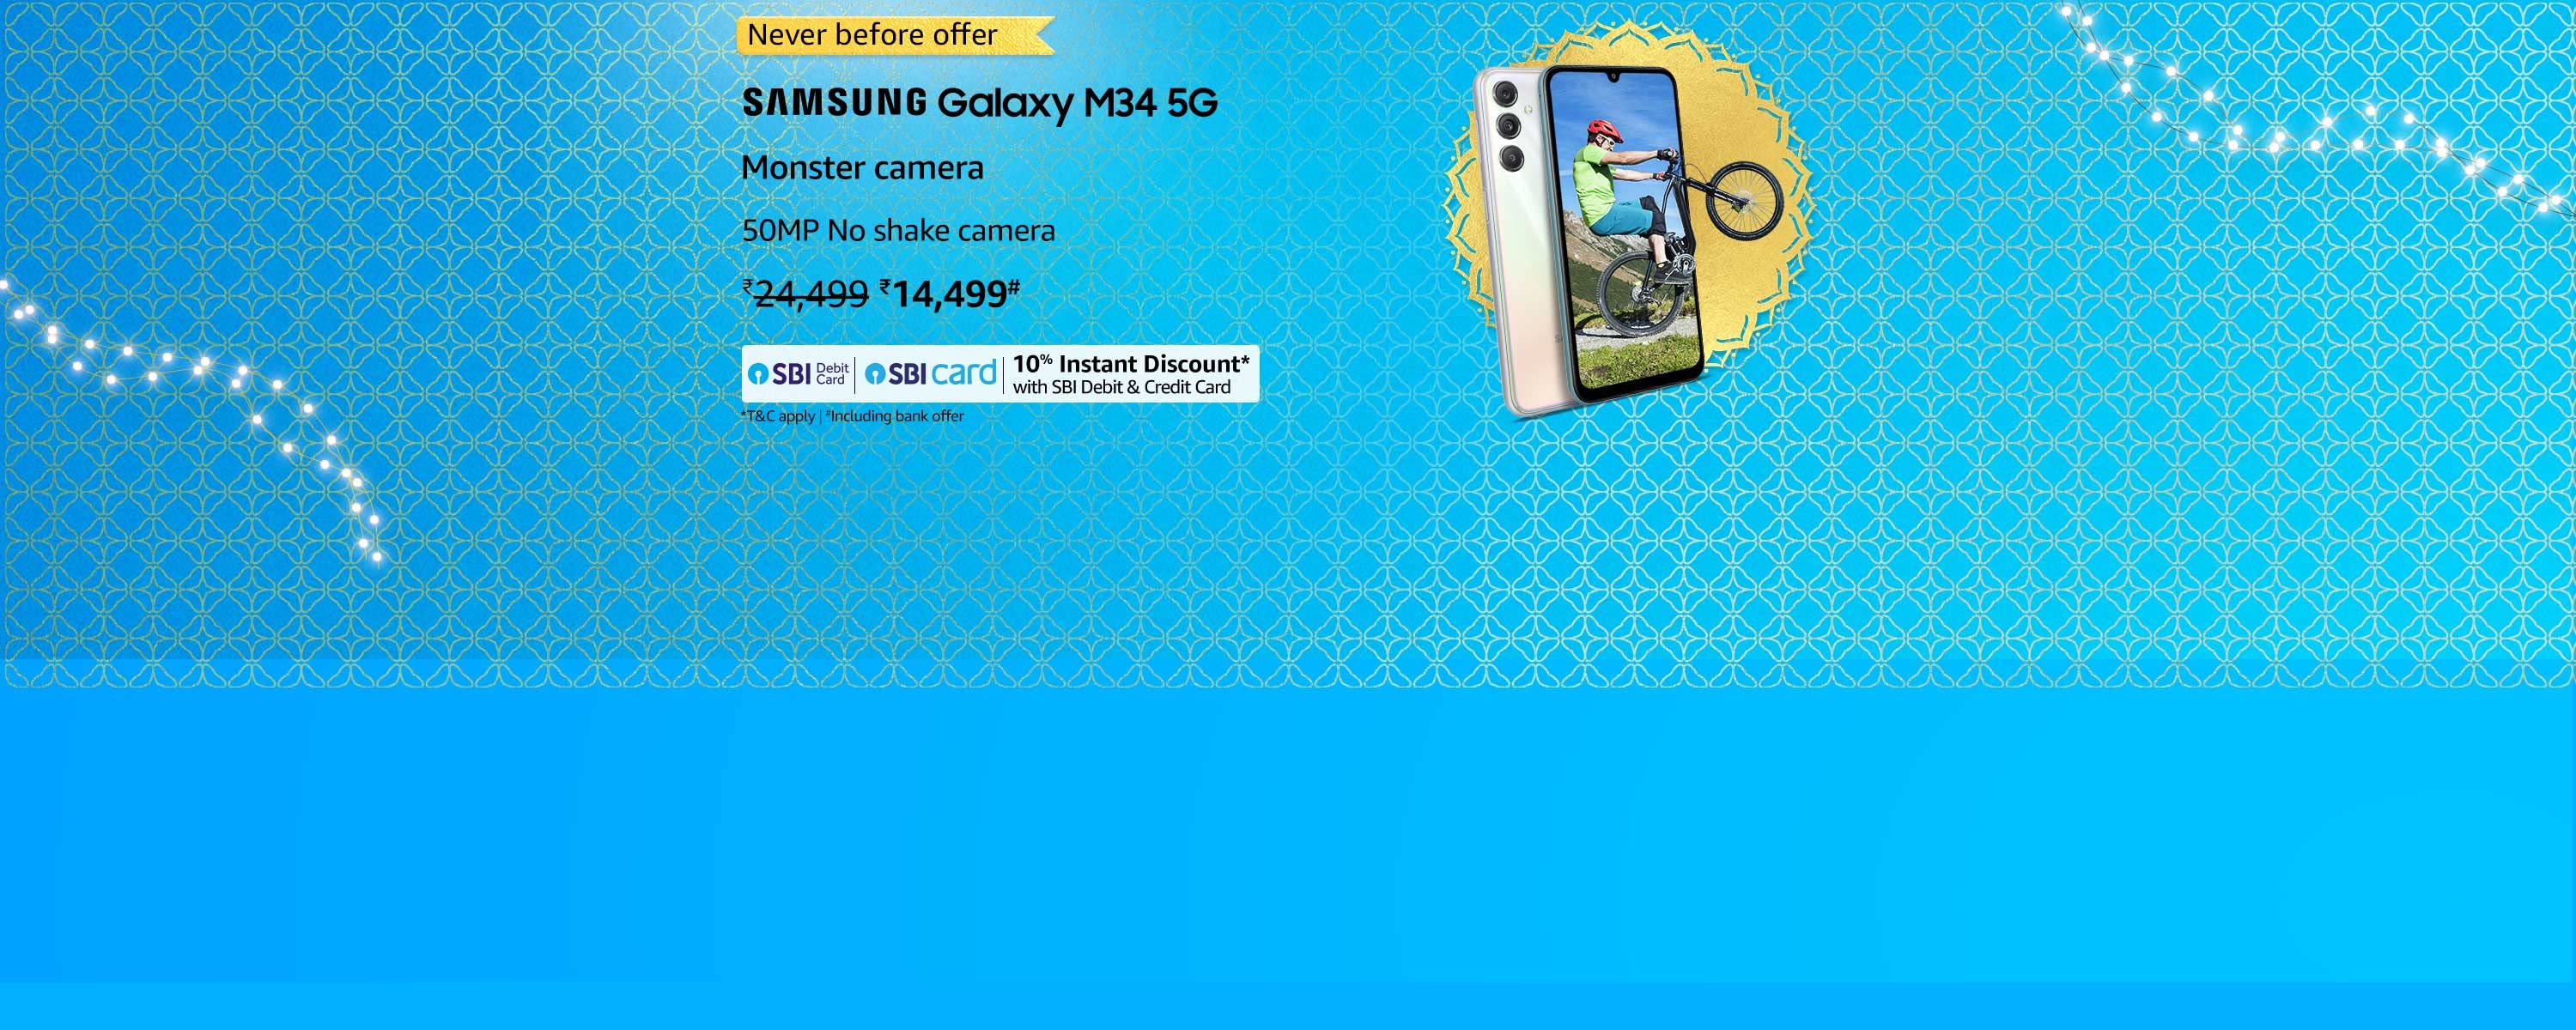 Never before offer
SAMSUNG Galaxy M34 5G
Monster camera
50MP No shake camera
₹24,499 ₹14,499#
SBI Debit Card | SBI card | 10% Instant Discount*
with SBI Debit & Credit Card
*T&C apply | #Including bank offer